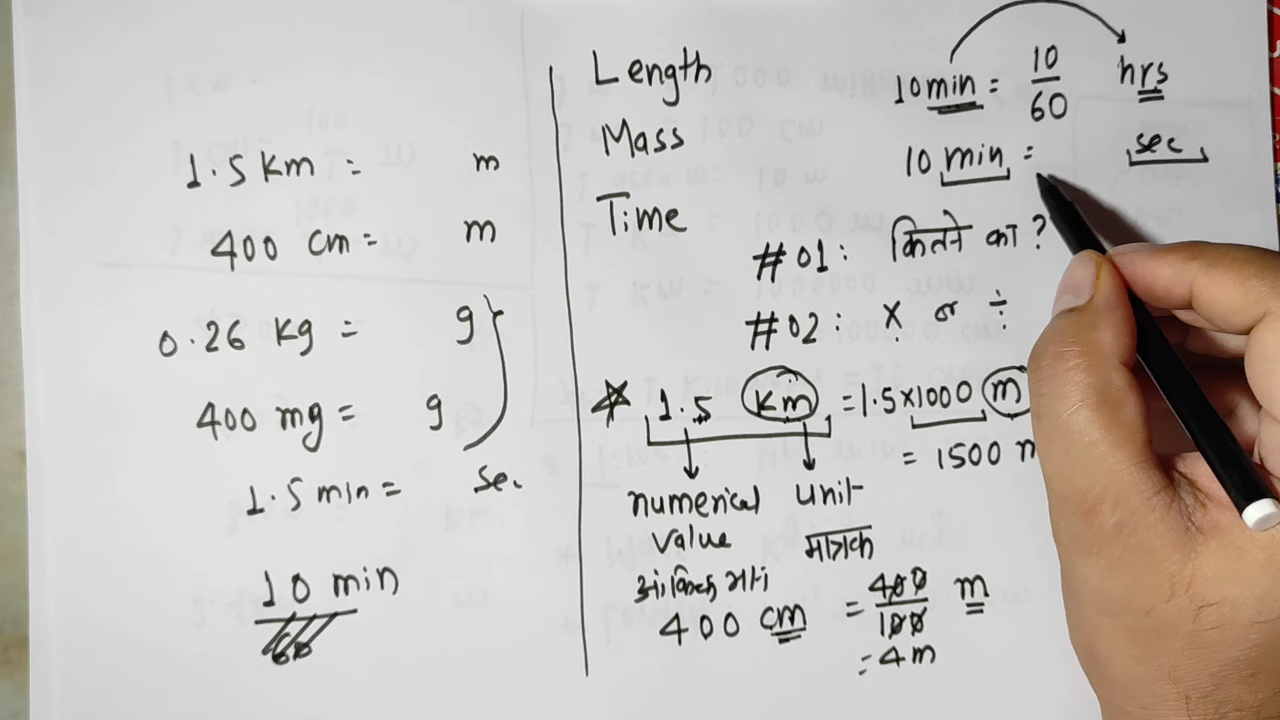 1.5 Km = m
400 cm = m
0.26 Kg = g
400 mg = g
1.5 min = Sec
10 min
60
Length
Mass
Time
10 min = 10/60 hrs
10 min = sec
#01: कितने का ?
#02: × or ÷
1.5 Km = 1.5×1000 m
= 1500 m
numerical unit
value मात्रक
400 cm = 400/100 m
= 4m